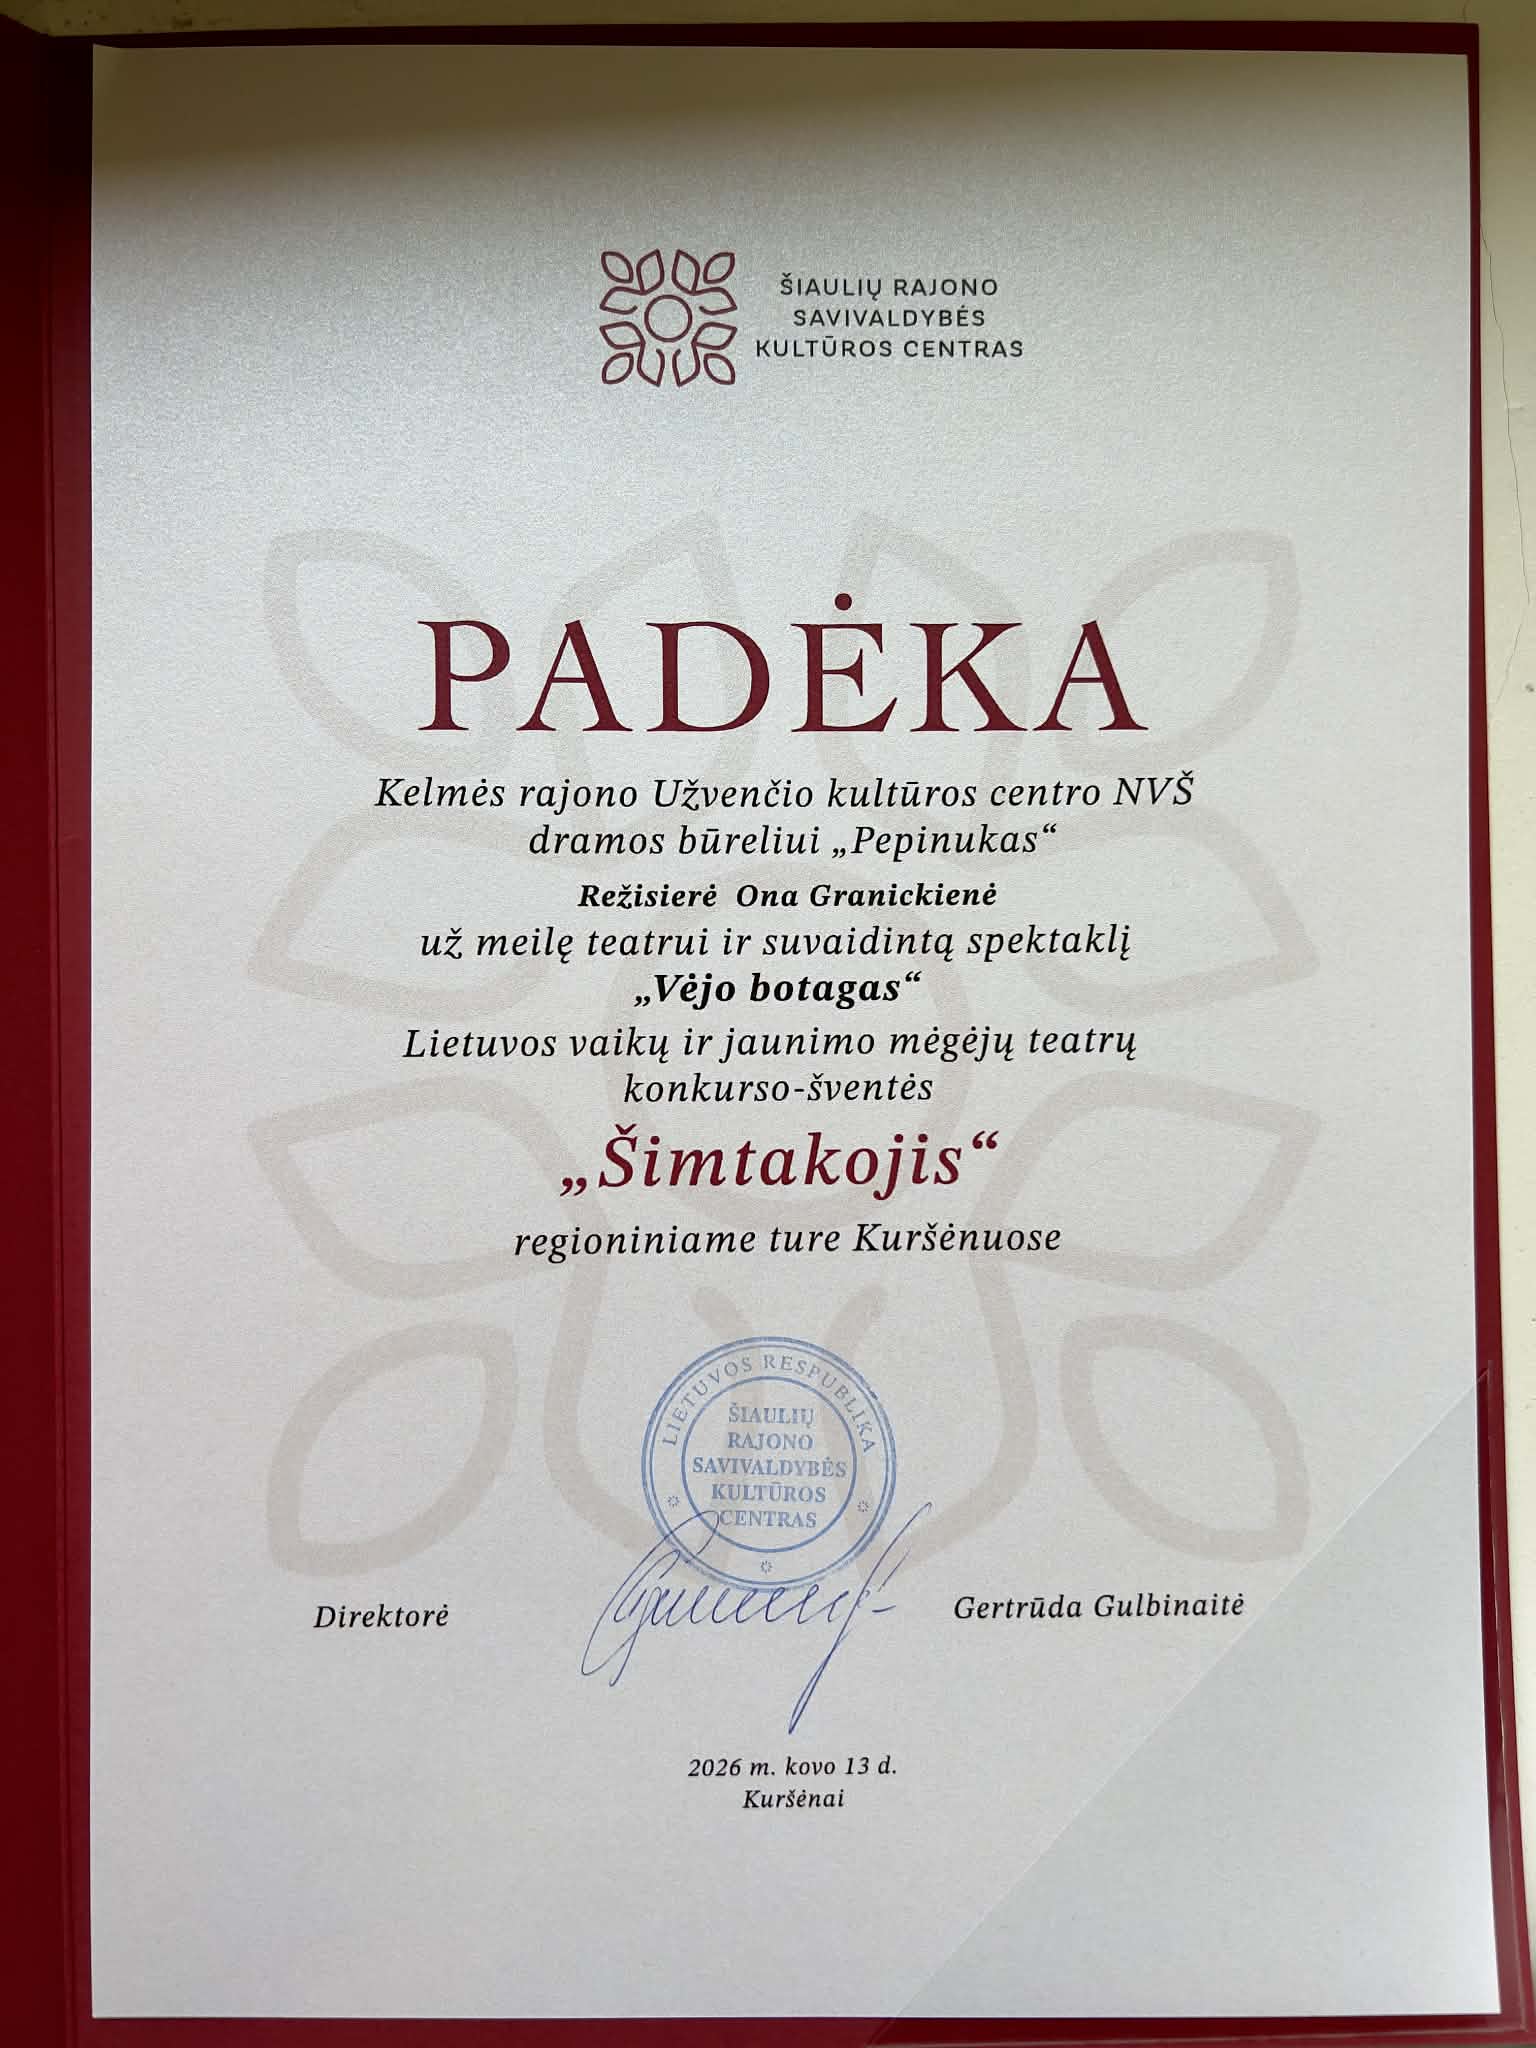 ŠIAULIŲ RAJONO
SAVIVALDYBĖS
KULTŪROS CENTRAS
PADĖKA
Kelmės rajono Užvenčio kultūros centro NVŠ
dramos būreliui „Pepinukas“
Režisierė Ona Granickienė
už meilę teatrui ir suvaidintą spektaklį
„Vėjo botagas“
Lietuvos vaikų ir jaunimo mėgėjų teatrų
konkurso-šventės
„Šimtakojis“
regioniniame ture Kuršėnuose
LIETUVOS RESPUBLIKA
ŠIAULIŲ
RAJONO
SAVIVALDYBĖS
KULTŪROS
CENTRAS
Direktorė
Gertrūda Gulbinaitė
2026 m. kovo 13 d.
Kuršėnai